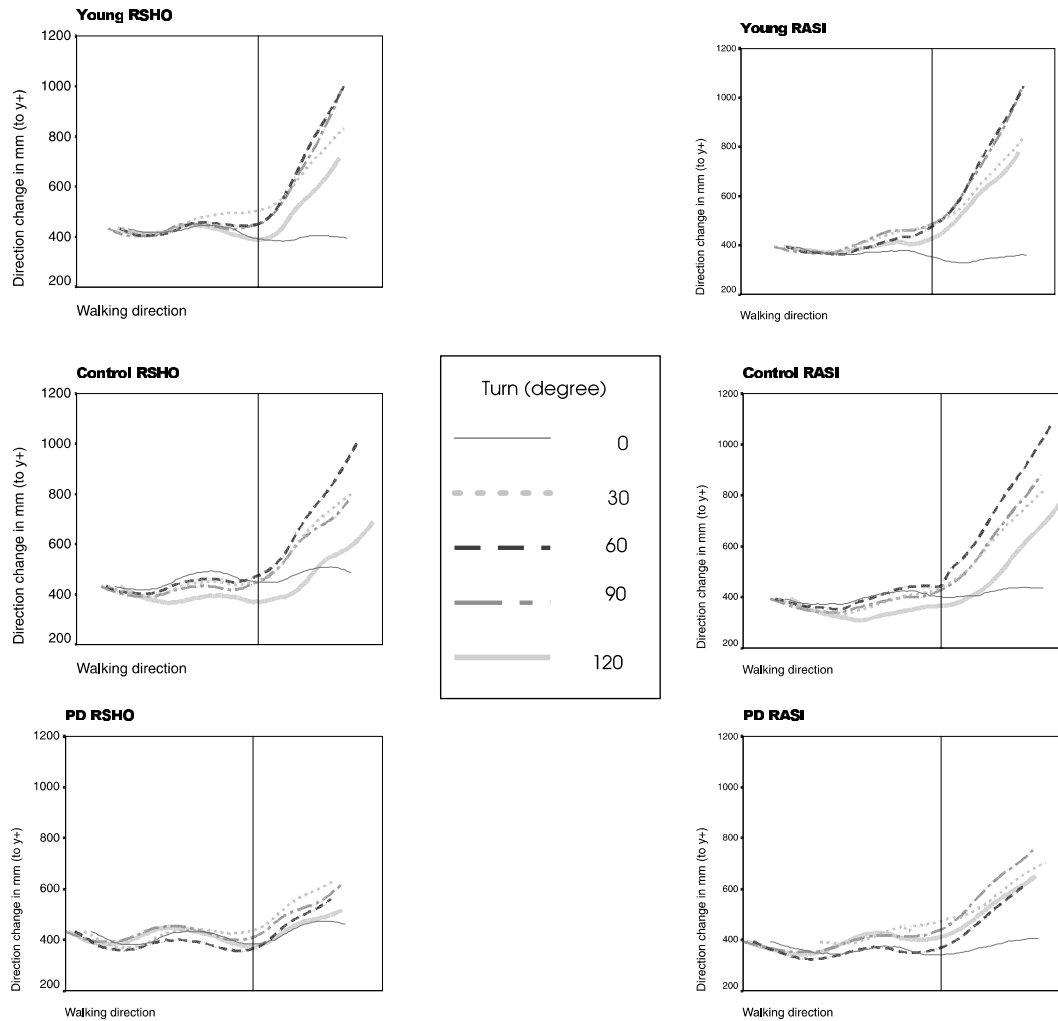 Young RSHO
1200
1000
800
600
400
200
Direction change in mm (to y+)
Walking direction
Young RASI
1200
1000
800
600
400
200
Direction change in mm (to y+)
Walking direction
Control RSHO
1200
1000
800
600
400
200
Direction change in mm (to y+)
Walking direction
Turn (degree)
0
30
60
90
120
Control RASI
1200
1000
800
600
400
200
Direction change in mm (to y+)
Walking direction
PD RSHO
1200
1000
800
600
400
200
Direction change in mm (to y+)
Walking direction
PD RASI
1200
1000
800
600
400
200
Direction change in mm (to y+)
Walking direction